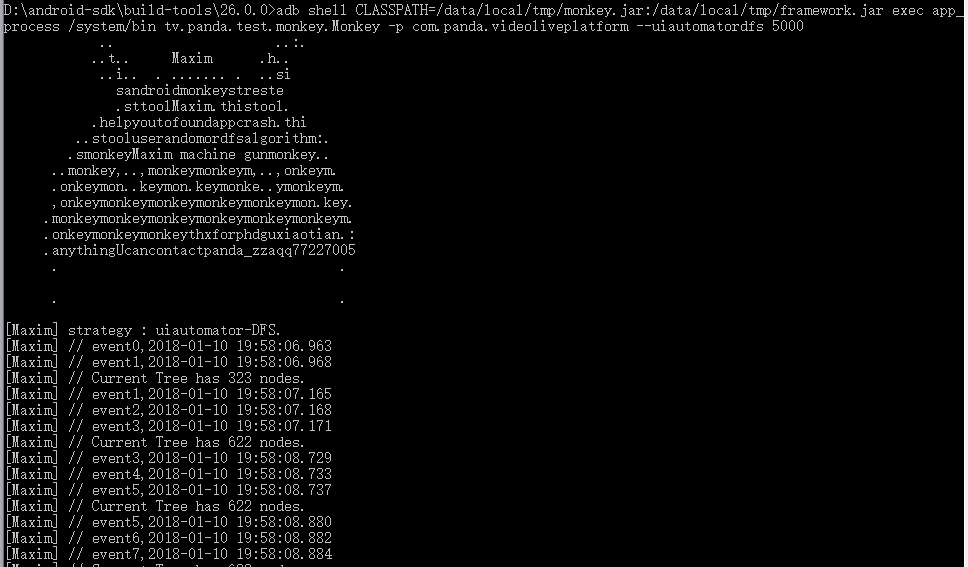 D:\android-sdk\build-tools\26.0.0>adb shell CLASSPATH=/data/local/tmp/monkey.jar:/data/local/tmp/framework.jar exec app_
process /system/bin tv.panda.test.monkey.Monkey -p com.panda.videoliveplatform --uiautomatordfs 5000
.. ..:.
..t.. Maxim .h..
..i.. . ....... . ..si
sandroidmonkeystreste
.sttoolMaxim.thistool.
.helpyoutofoundappcrash.thi
..stooluserandomordfsalgorithm:.
.smonkeyMaxim machine gunmonkey..
..monkey,..,monkeymonkeym,..,onkeym.
.onkeymon..keymon.keymonke..ymonkeym.
,onkeymonkeymonkeymonkeymonkeymon.key.
.monkeymonkeymonkeymonkeymonkeymonkeym.
.onkeymonkeymonkeythxforphdguxiaotian.:
.anythingUcancontactpanda_zzaqq77227005
. .
. .
[Maxim] strategy : uiautomator-DFS.
[Maxim] // event0,2018-01-10 19:58:06.963
[Maxim] // event1,2018-01-10 19:58:06.968
[Maxim] // Current Tree has 323 nodes.
[Maxim] // event1,2018-01-10 19:58:07.165
[Maxim] // event2,2018-01-10 19:58:07.168
[Maxim] // event3,2018-01-10 19:58:07.171
[Maxim] // Current Tree has 622 nodes.
[Maxim] // event3,2018-01-10 19:58:08.729
[Maxim] // event4,2018-01-10 19:58:08.733
[Maxim] // event5,2018-01-10 19:58:08.737
[Maxim] // Current Tree has 622 nodes.
[Maxim] // event5,2018-01-10 19:58:08.880
[Maxim] // event6,2018-01-10 19:58:08.882
[Maxim] // event7,2018-01-10 19:58:08.884